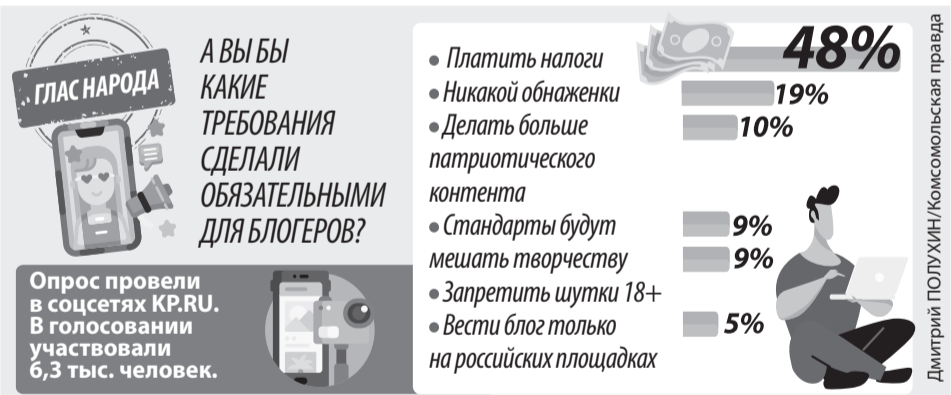 ГЛАС НАРОДА
А ВЫ БЫ
КАКИЕ
ТРЕБОВАНИЯ
СДЕЛАЛИ
ОБЯЗАТЕЛЬНЫМИ
ДЛЯ БЛОГЕРОВ?
Опрос провели
в соцсетях KP.RU.
В голосовании
участвовали
6,3 тыс. человек.
• Платить налоги 48%
• Никакой обнаженки 19%
• Делать больше 10%
патриотического
контента
• Стандарты будут 9%
мешать творчеству 9%
• Запретить шутки 18+
• Вести блог только 5%
на российских площадках
Дмитрий ПОЛУХИН/Комсомольская правда